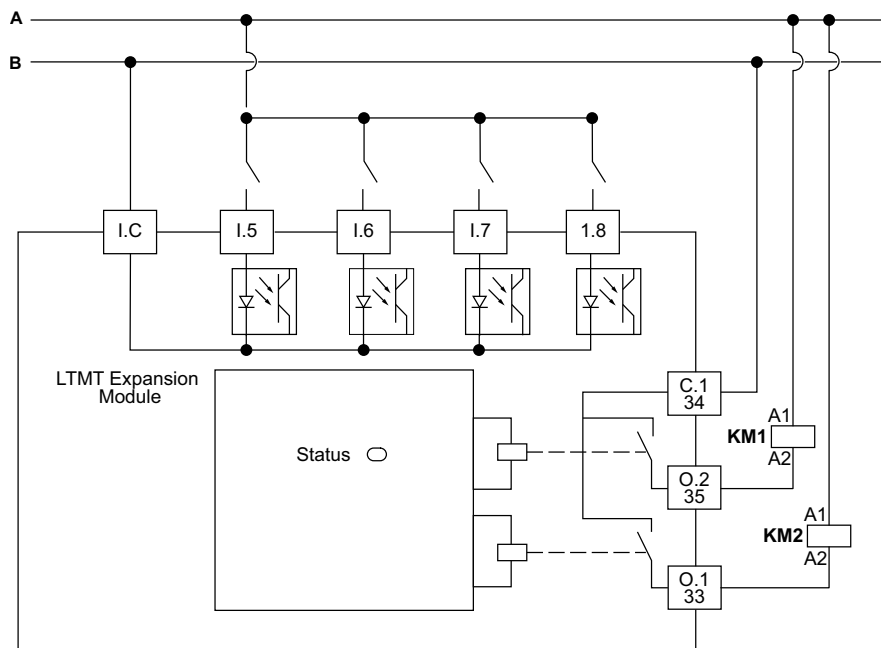 A
B
I.C
I.5
I.6
I.7
1.8
LTMT Expansion
Module
C.1
34
Status
A1
KM1
A2
O.2
35
A1
KM2
A2
O.1
33